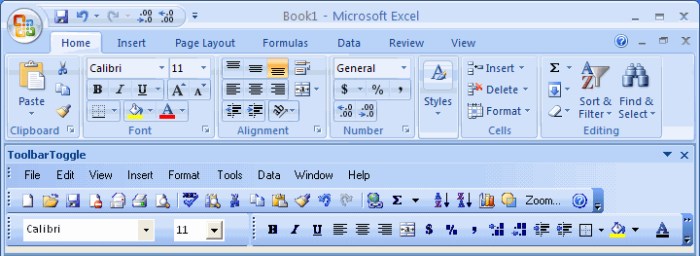 Book1 - Microsoft Excel
Home Insert Page Layout Formulas Data Review View
Calibri 11 General Insert Σ
Paste B I U A A $ % , Styles Delete Sort & Filter Find & Select
A .00 .0 Format
Clipboard Font Alignment Number Cells Editing
ToolbarToggle
File Edit View Insert Format Tools Data Window Help
Σ Zoom...
Calibri 11 B I U $ % , A